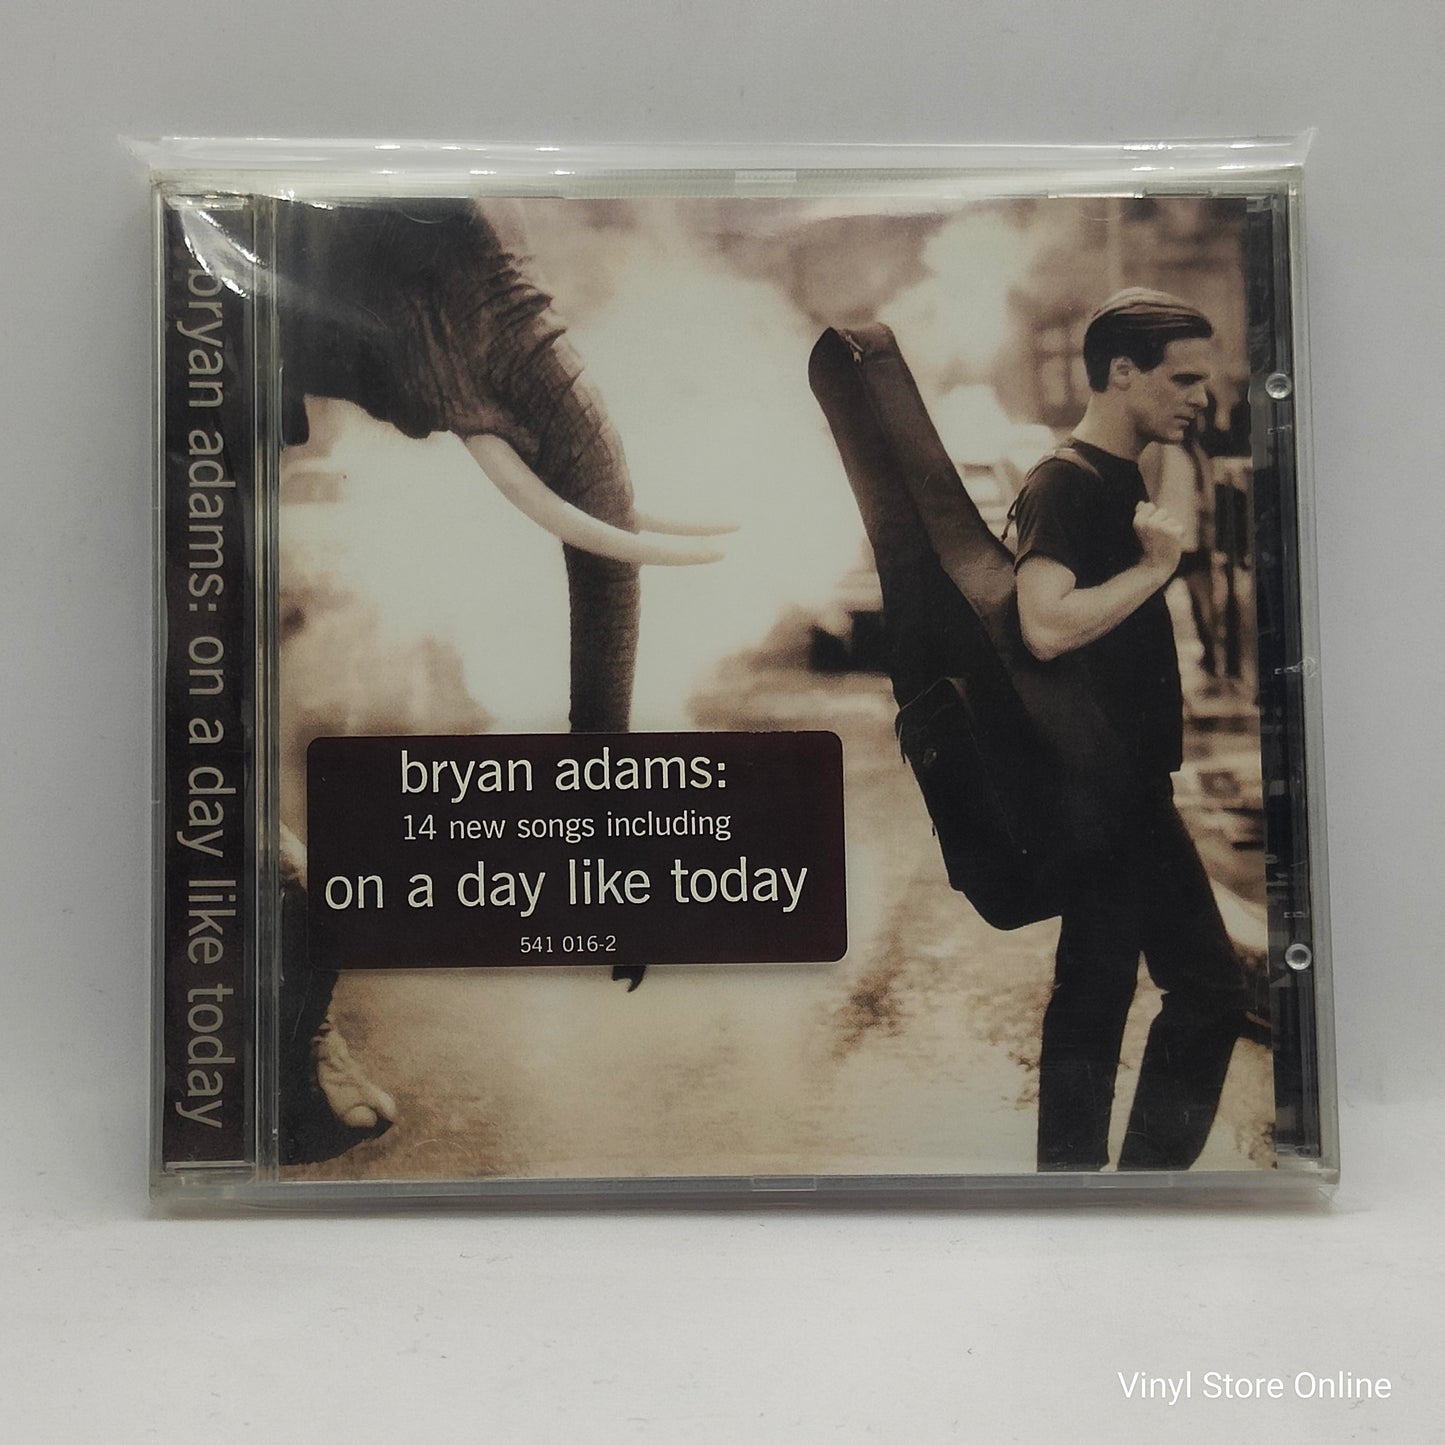 bryan adams: on a day like today
bryan adams:
14 new songs including
on a day like today
541 016-2
Vinyl Store Online